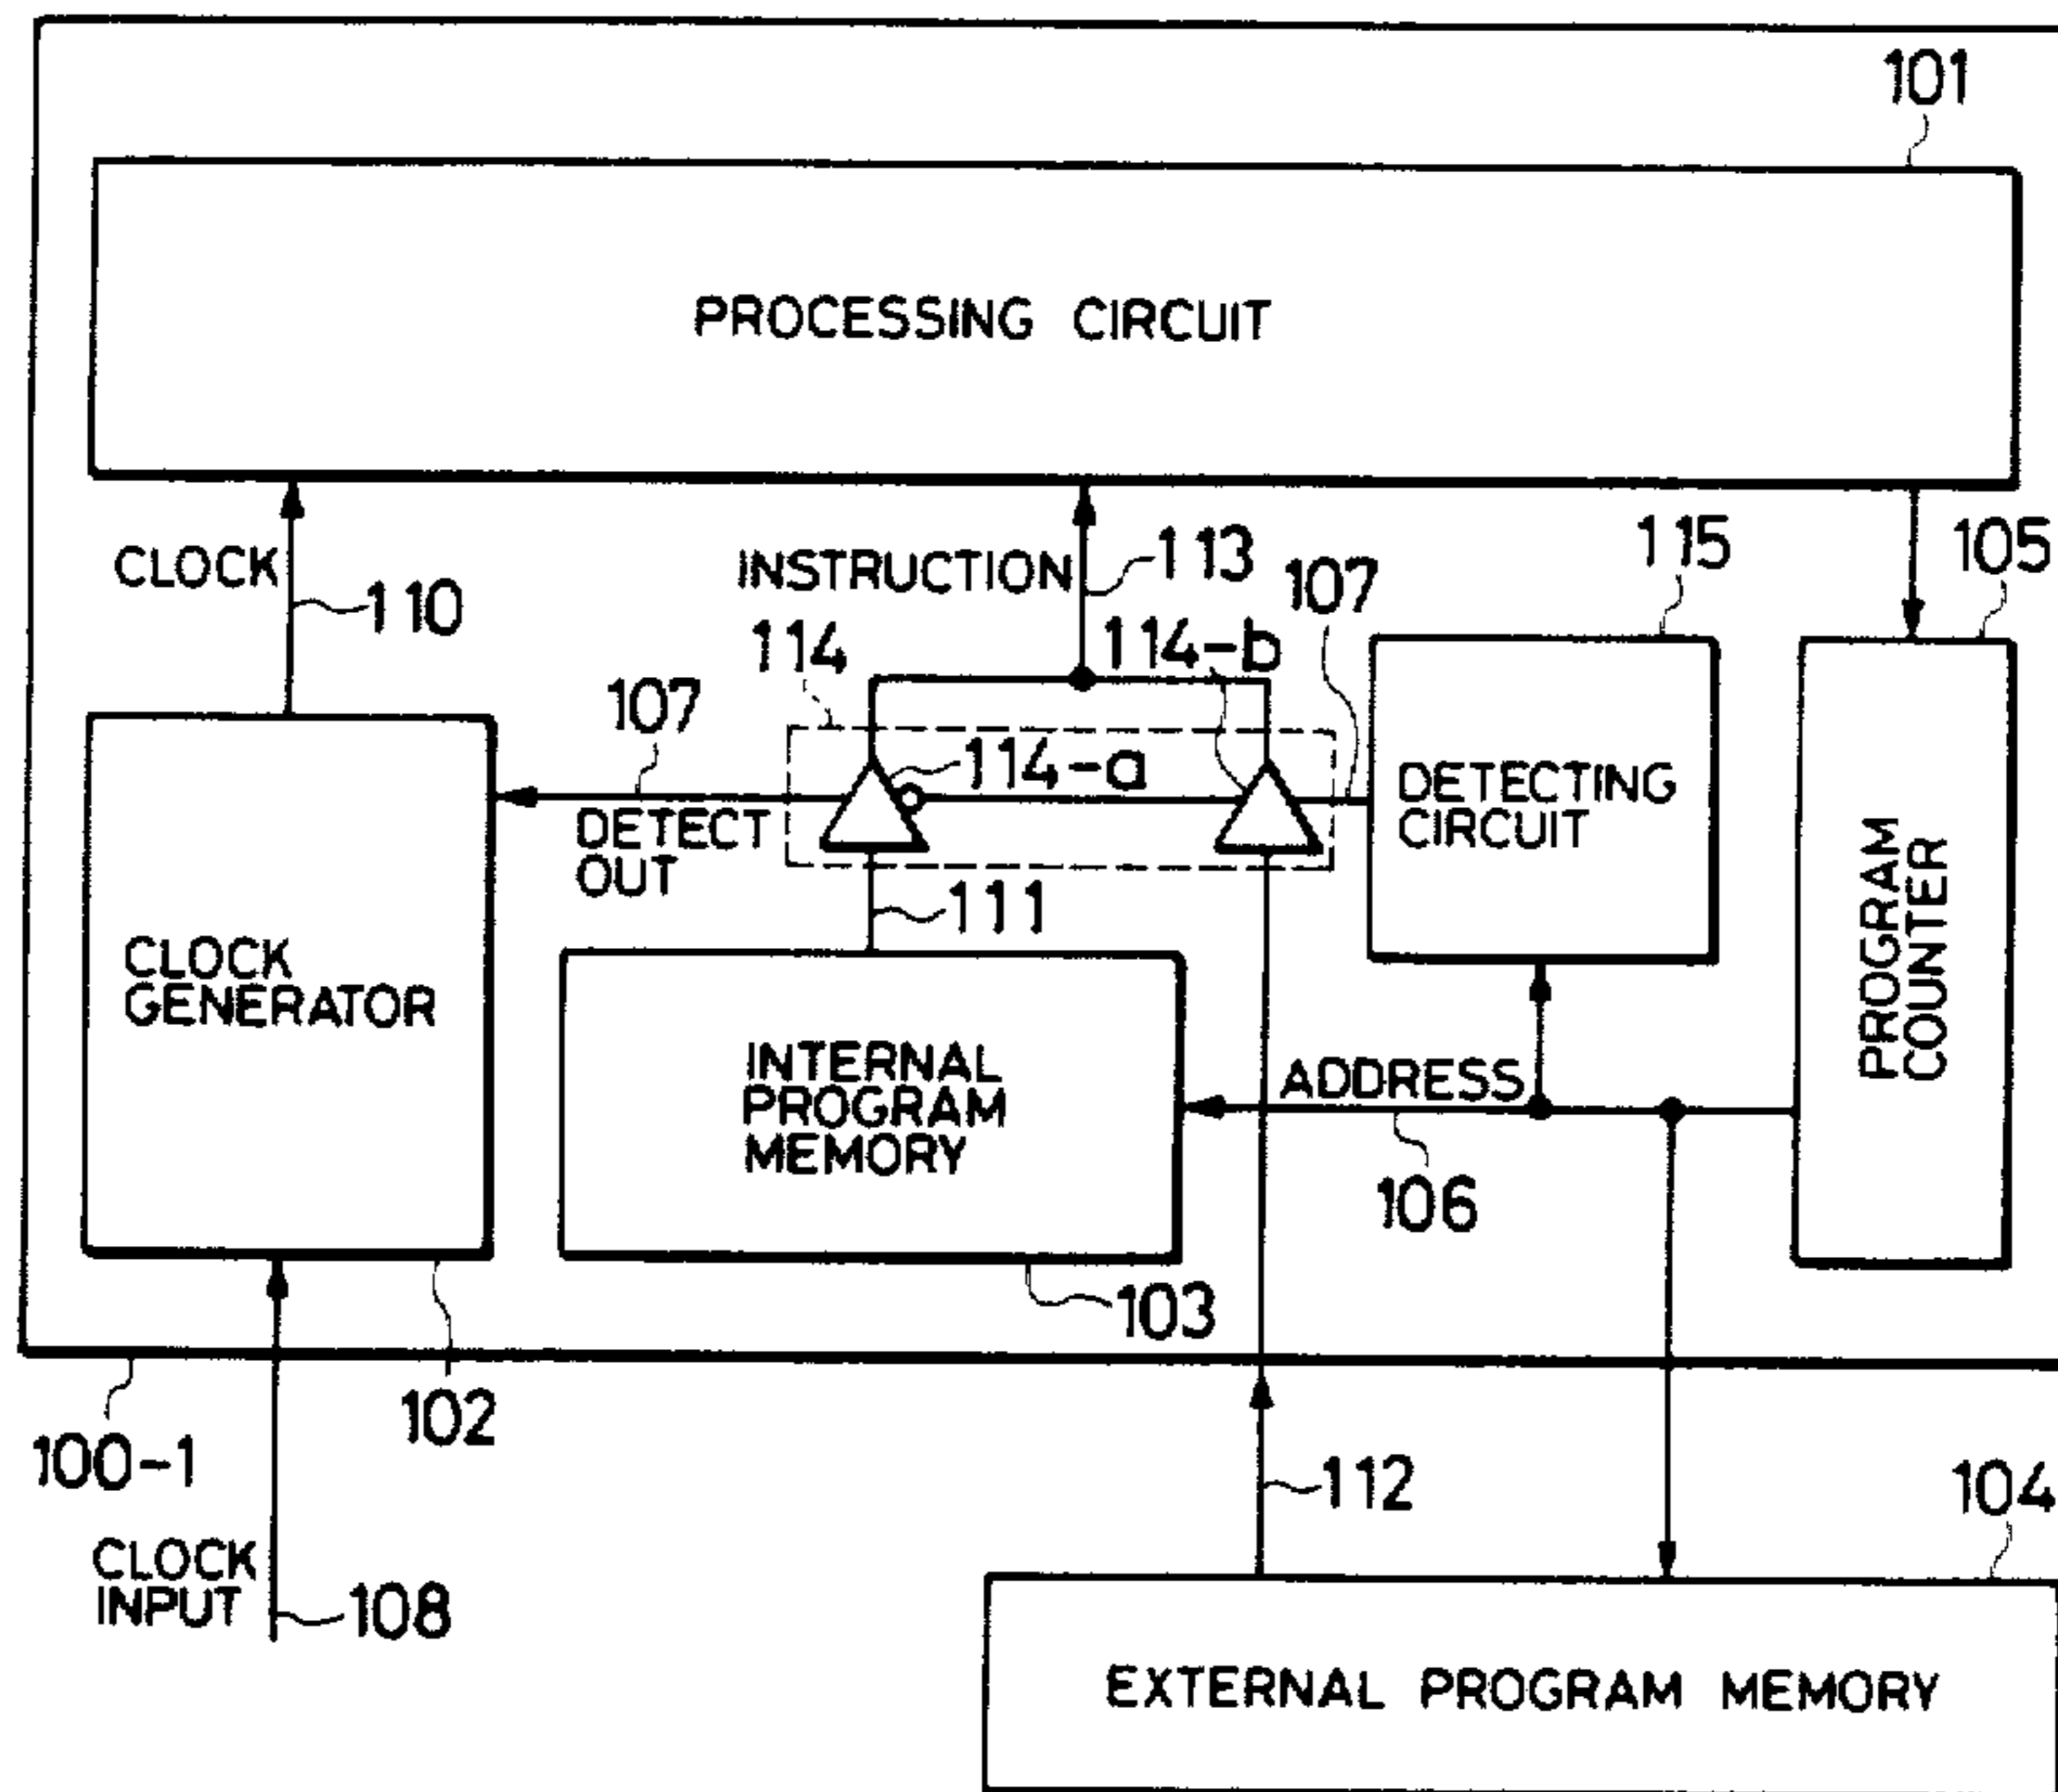 101
PROCESSING CIRCUIT
CLOCK
110
INSTRUCTION
113
107
115
105
114
114-b
107
114-a
DETECT
OUT
DETECTING
CIRCUIT
PROGRAM
COUNTER
111
CLOCK
GENERATOR
INTERNAL
PROGRAM
MEMORY
ADDRESS
106
103
102
100-1
112
104
CLOCK
INPUT
108
EXTERNAL PROGRAM MEMORY